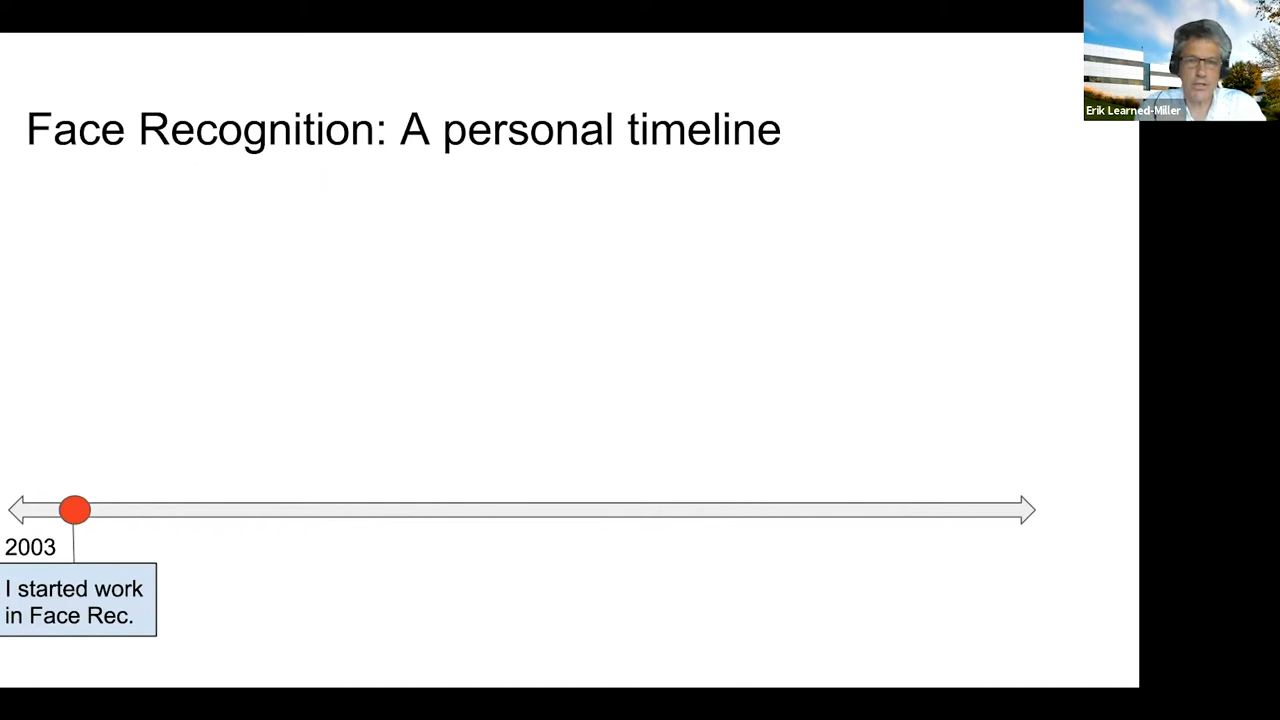 Erik Learned-Miller
Face Recognition: A personal timeline
2003
I started work
in Face Rec.